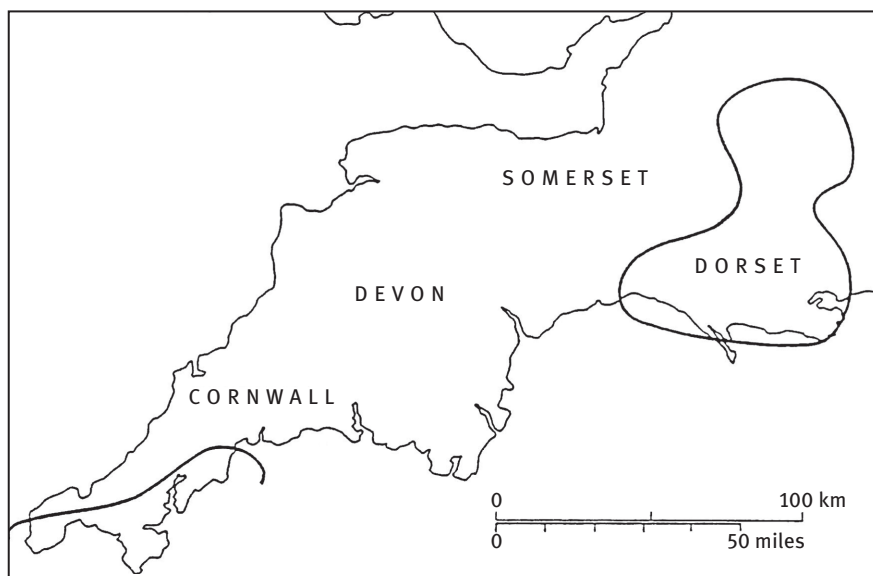 SOMERSET
DORSET
DEVON
CORNWALL
0 100 km
0 50 miles